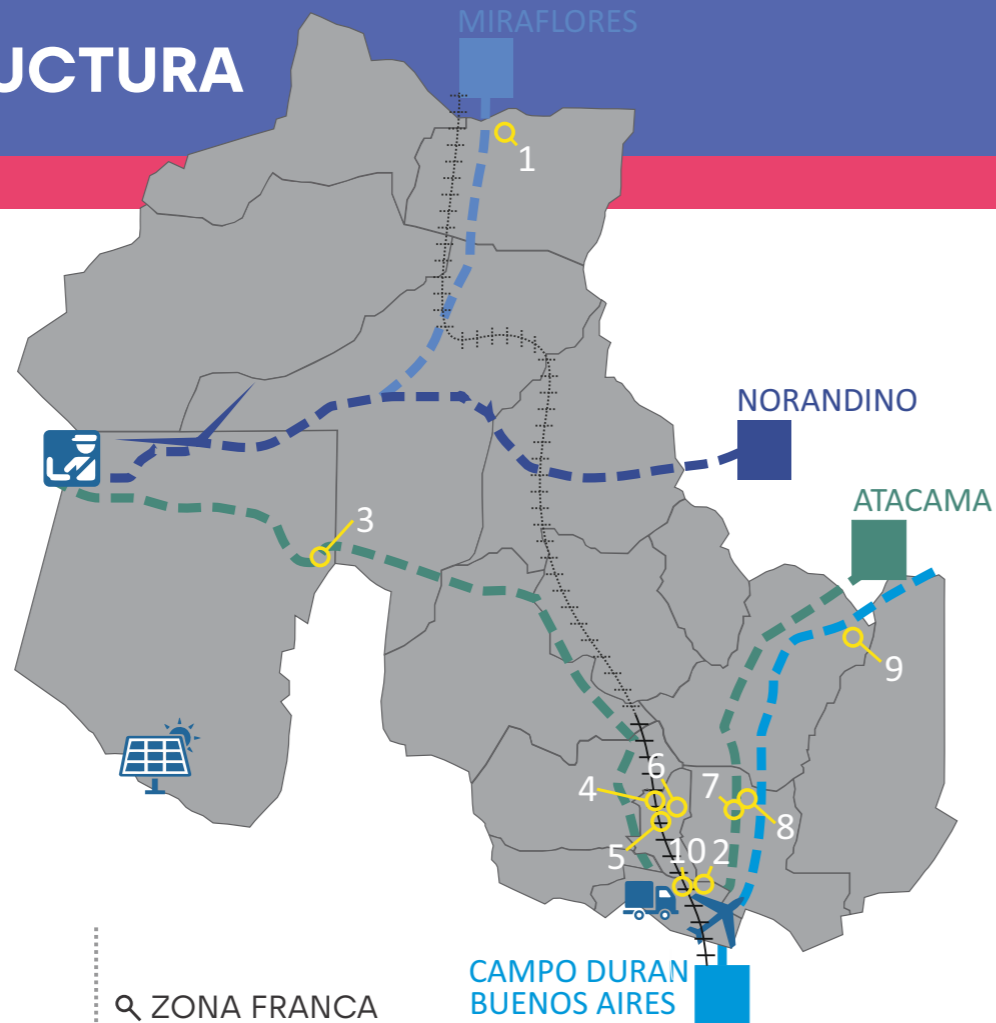 MIRAFLORES
UCTURA
1
NORANDINO
ATACAMA
3
9
6
4
7
8
5
10
2
CAMPO DURAN
BUENOS AIRES
ZONA FRANCA